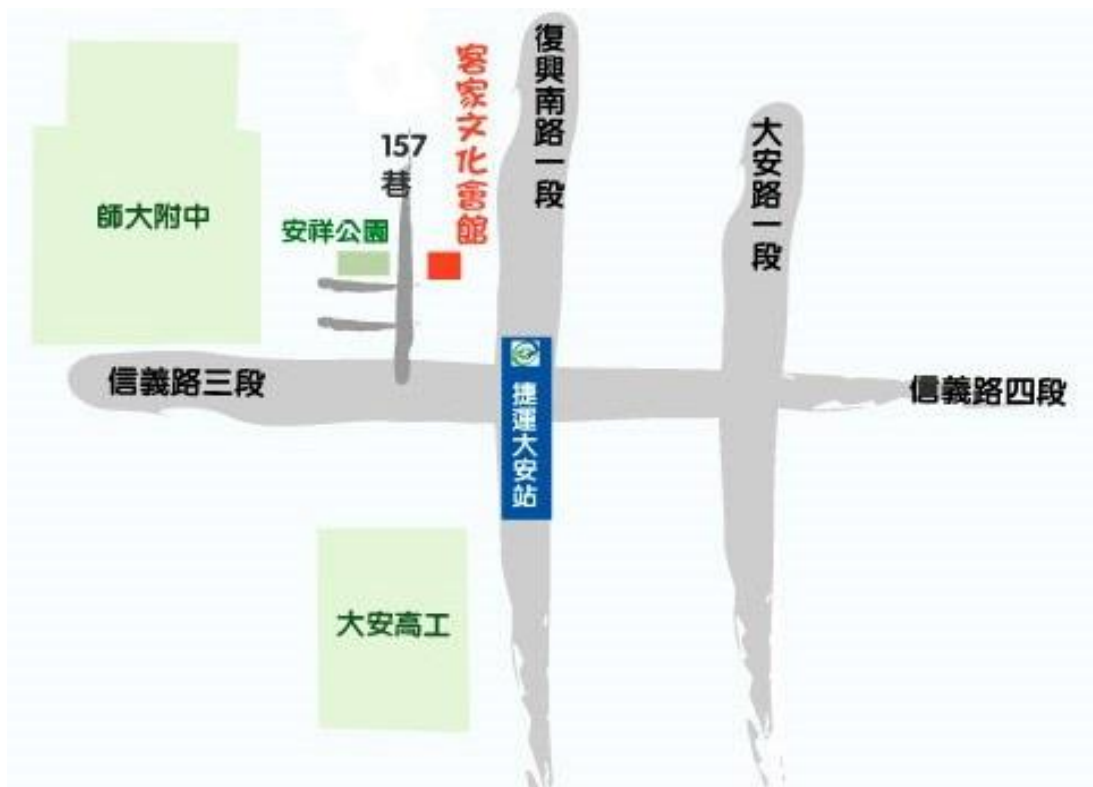 復興南路一段
客家文化會館
大安路一段
157
巷
師大附中
安祥公園
信義路三段
信義路四段
捷運大安站
大安高工